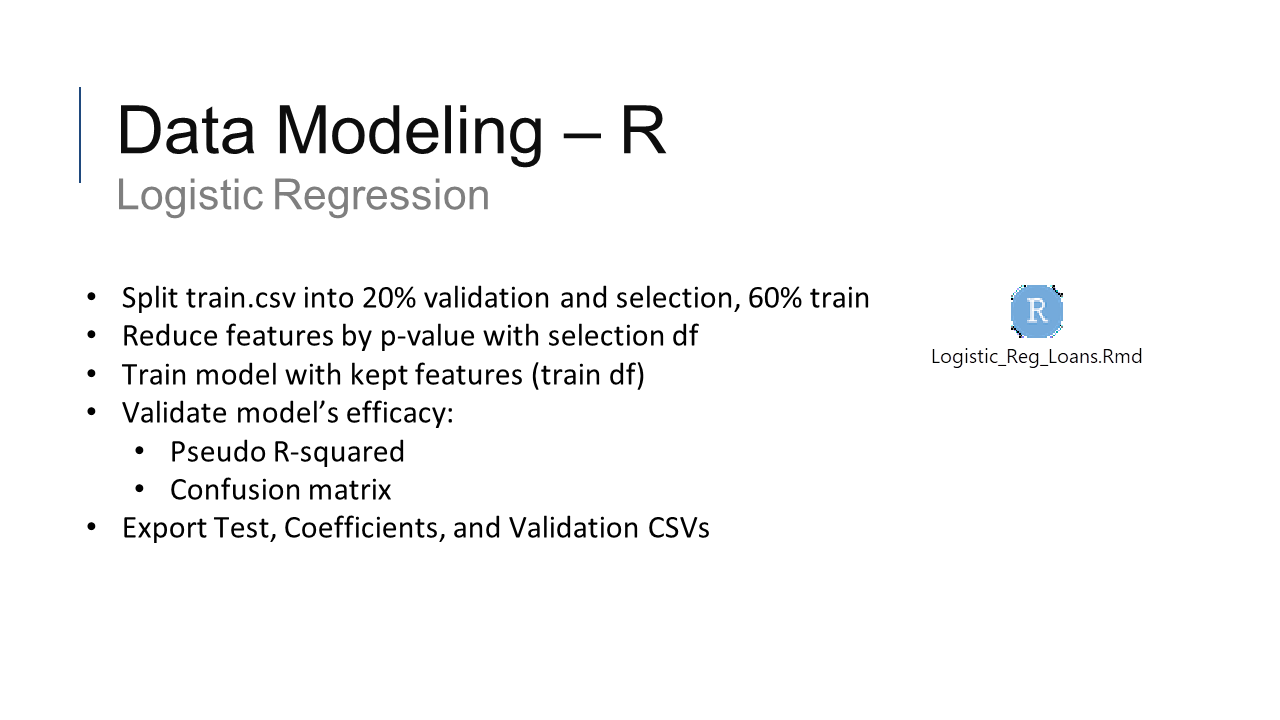 Data Modeling – R
Logistic Regression
• Split train.csv into 20% validation and selection, 60% train
• Reduce features by p-value with selection df
• Train model with kept features (train df)
• Validate model’s efficacy:
• Pseudo R-squared
• Confusion matrix
• Export Test, Coefficients, and Validation CSVs
R
Logistic_Reg_Loans.Rmd